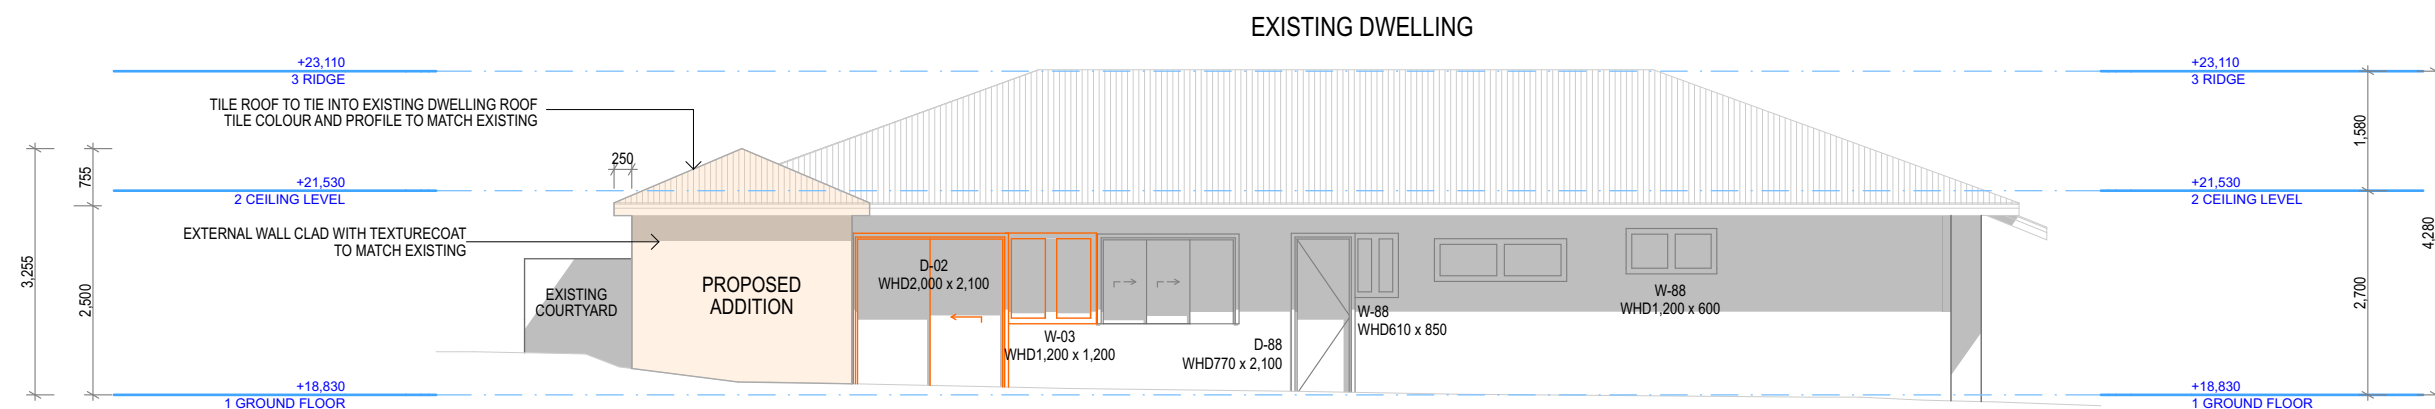 EXISTING DWELLING
+23,110
3 RIDGE
+23,110
3 RIDGE
TILE ROOF TO TIE INTO EXISTING DWELLING ROOF
TILE COLOUR AND PROFILE TO MATCH EXISTING
1,580
250
755
+21,530
2 CEILING LEVEL
+21,530
2 CEILING LEVEL
EXTERNAL WALL CLAD WITH TEXTURECOAT
TO MATCH EXISTING
4,280
3,255
2,500
2,700
EXISTING
COURTYARD
PROPOSED
ADDITION
D-02
WHD2,000 x 2,100
W-03
WHD1,200 x 1,200
D-88
WHD770 x 2,100
W-88
WHD610 x 850
W-88
WHD1,200 x 600
+18,830
1 GROUND FLOOR
+18,830
1 GROUND FLOOR